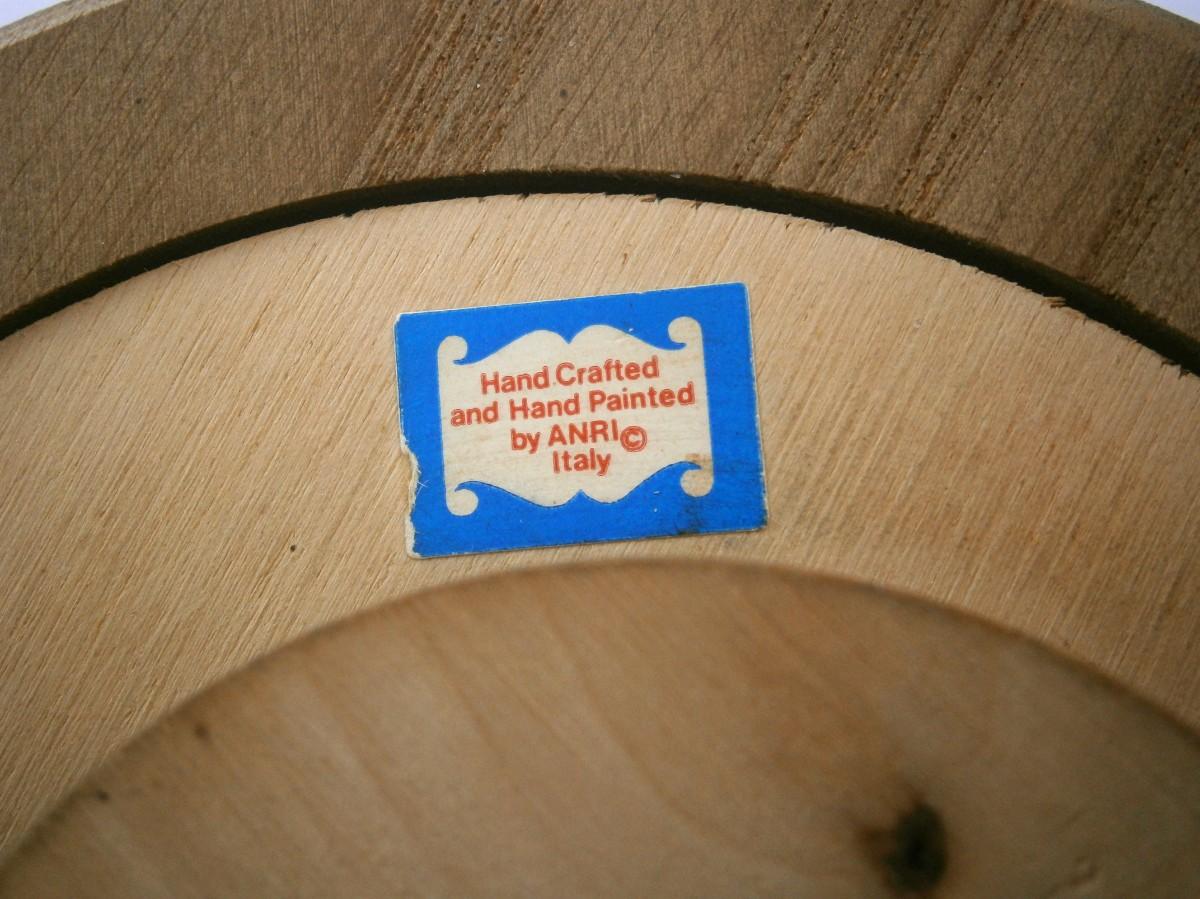 Hand Crafted
and Hand Painted
by ANRI©
Italy